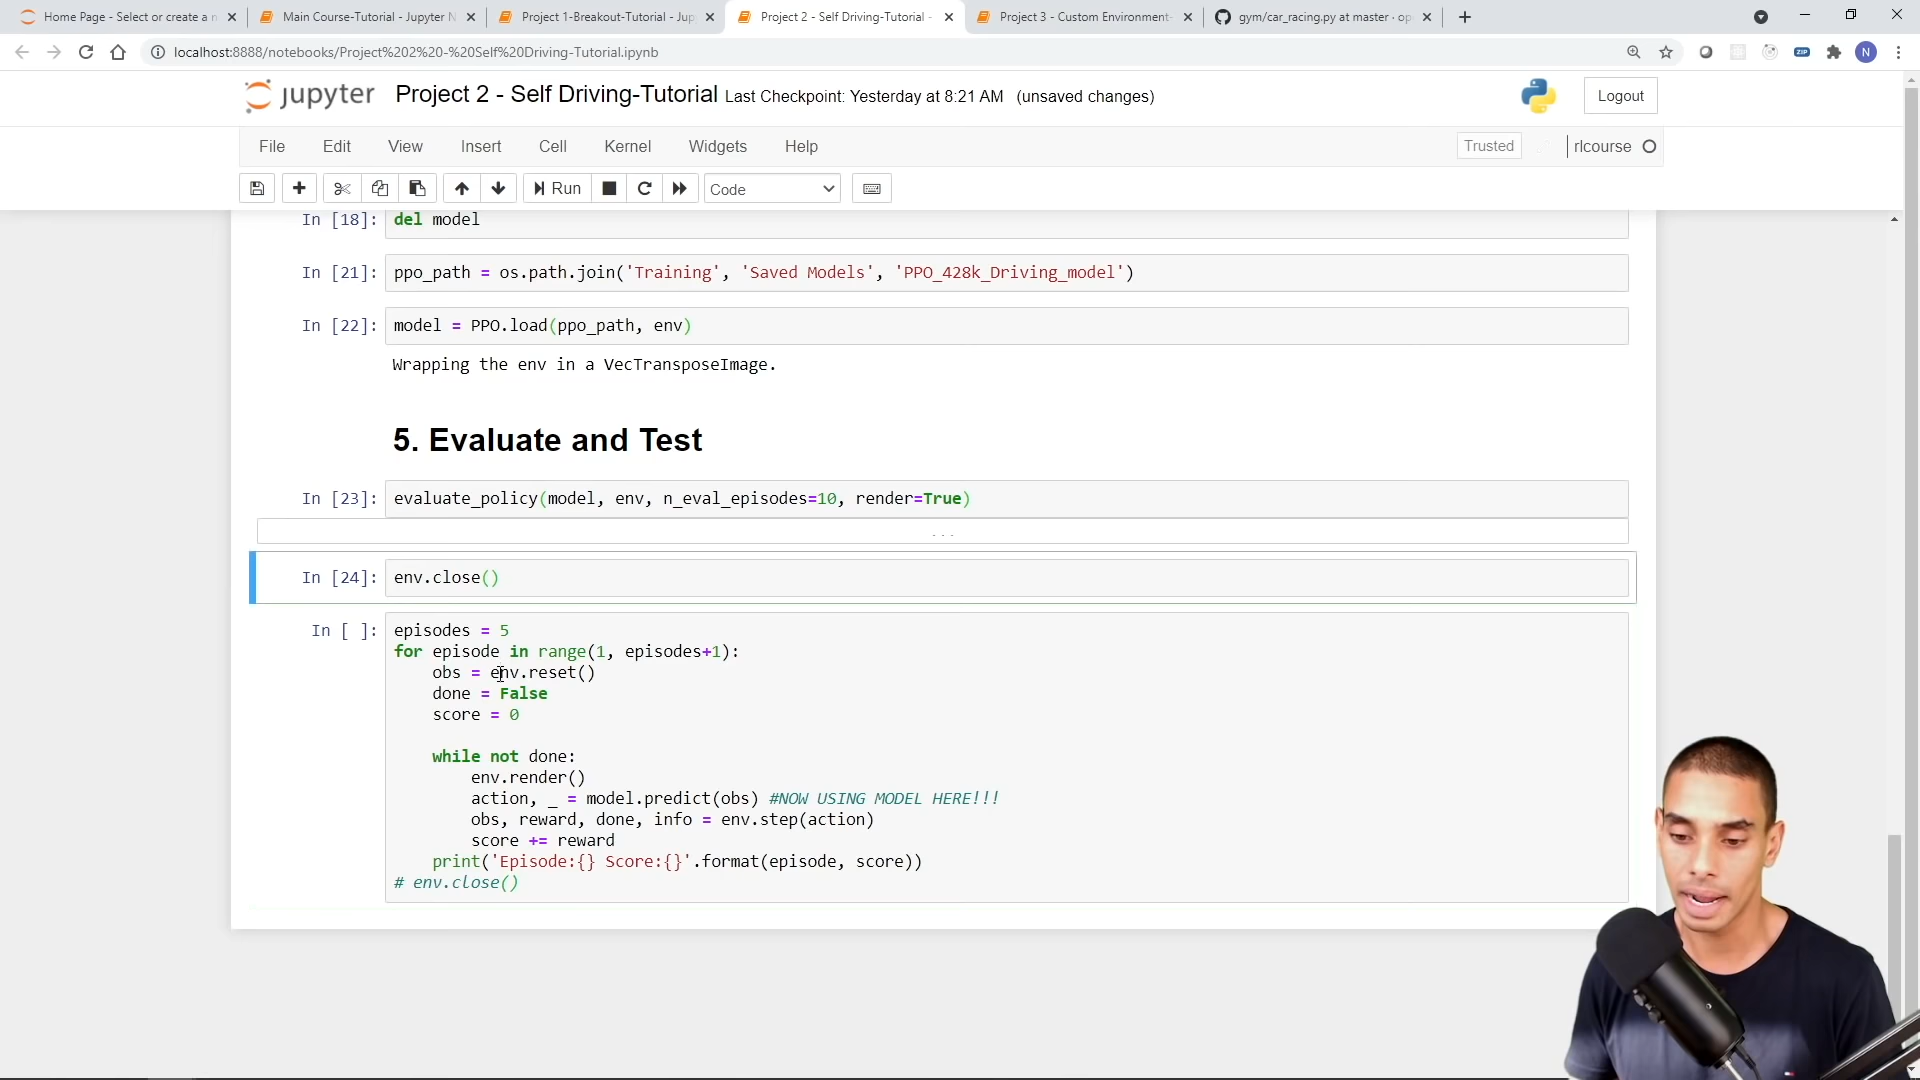 Home Page - Select or create a n
Main Course-Tutorial - Jupyter N
Project 1-Breakout-Tutorial - Jup
Project 2 - Self Driving-Tutorial -
Project 3 - Custom Environment-
gym/car_racing.py at master · op
localhost:8888/notebooks/Project%202%20-%20Self%20Driving-Tutorial.ipynb
ZIP
N
jupyter Project 2 - Self Driving-Tutorial Last Checkpoint: Yesterday at 8:21 AM (unsaved changes)
Logout
File Edit View Insert Cell Kernel Widgets Help
Trusted
rlcourse
Run
Code
In [18]: del model
In [21]: ppo_path = os.path.join('Training', 'Saved Models', 'PPO_428k_Driving_model')
In [22]: model = PPO.load(ppo_path, env)
Wrapping the env in a VecTransposeImage.
5. Evaluate and Test
In [23]: evaluate_policy(model, env, n_eval_episodes=10, render=True)
...
In [24]: env.close()
In [ ]: episodes = 5
for episode in range(1, episodes+1):
obs = env.reset()
done = False
score = 0
while not done:
env.render()
action, _ = model.predict(obs) #NOW USING MODEL HERE!!!
obs, reward, done, info = env.step(action)
score += reward
print('Episode:{} Score:{}'.format(episode, score))
# env.close()